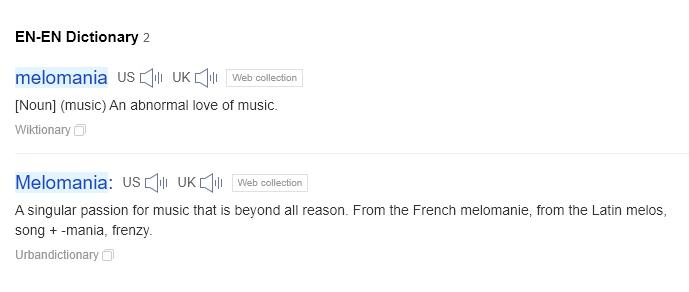 EN-EN Dictionary 2
melomania US UK Web collection
[Noun] (music) An abnormal love of music.
Wiktionary
Melomania: US UK Web collection
A singular passion for music that is beyond all reason. From the French melomanie, from the Latin melos,
song + -mania, frenzy.
Urbandictionary